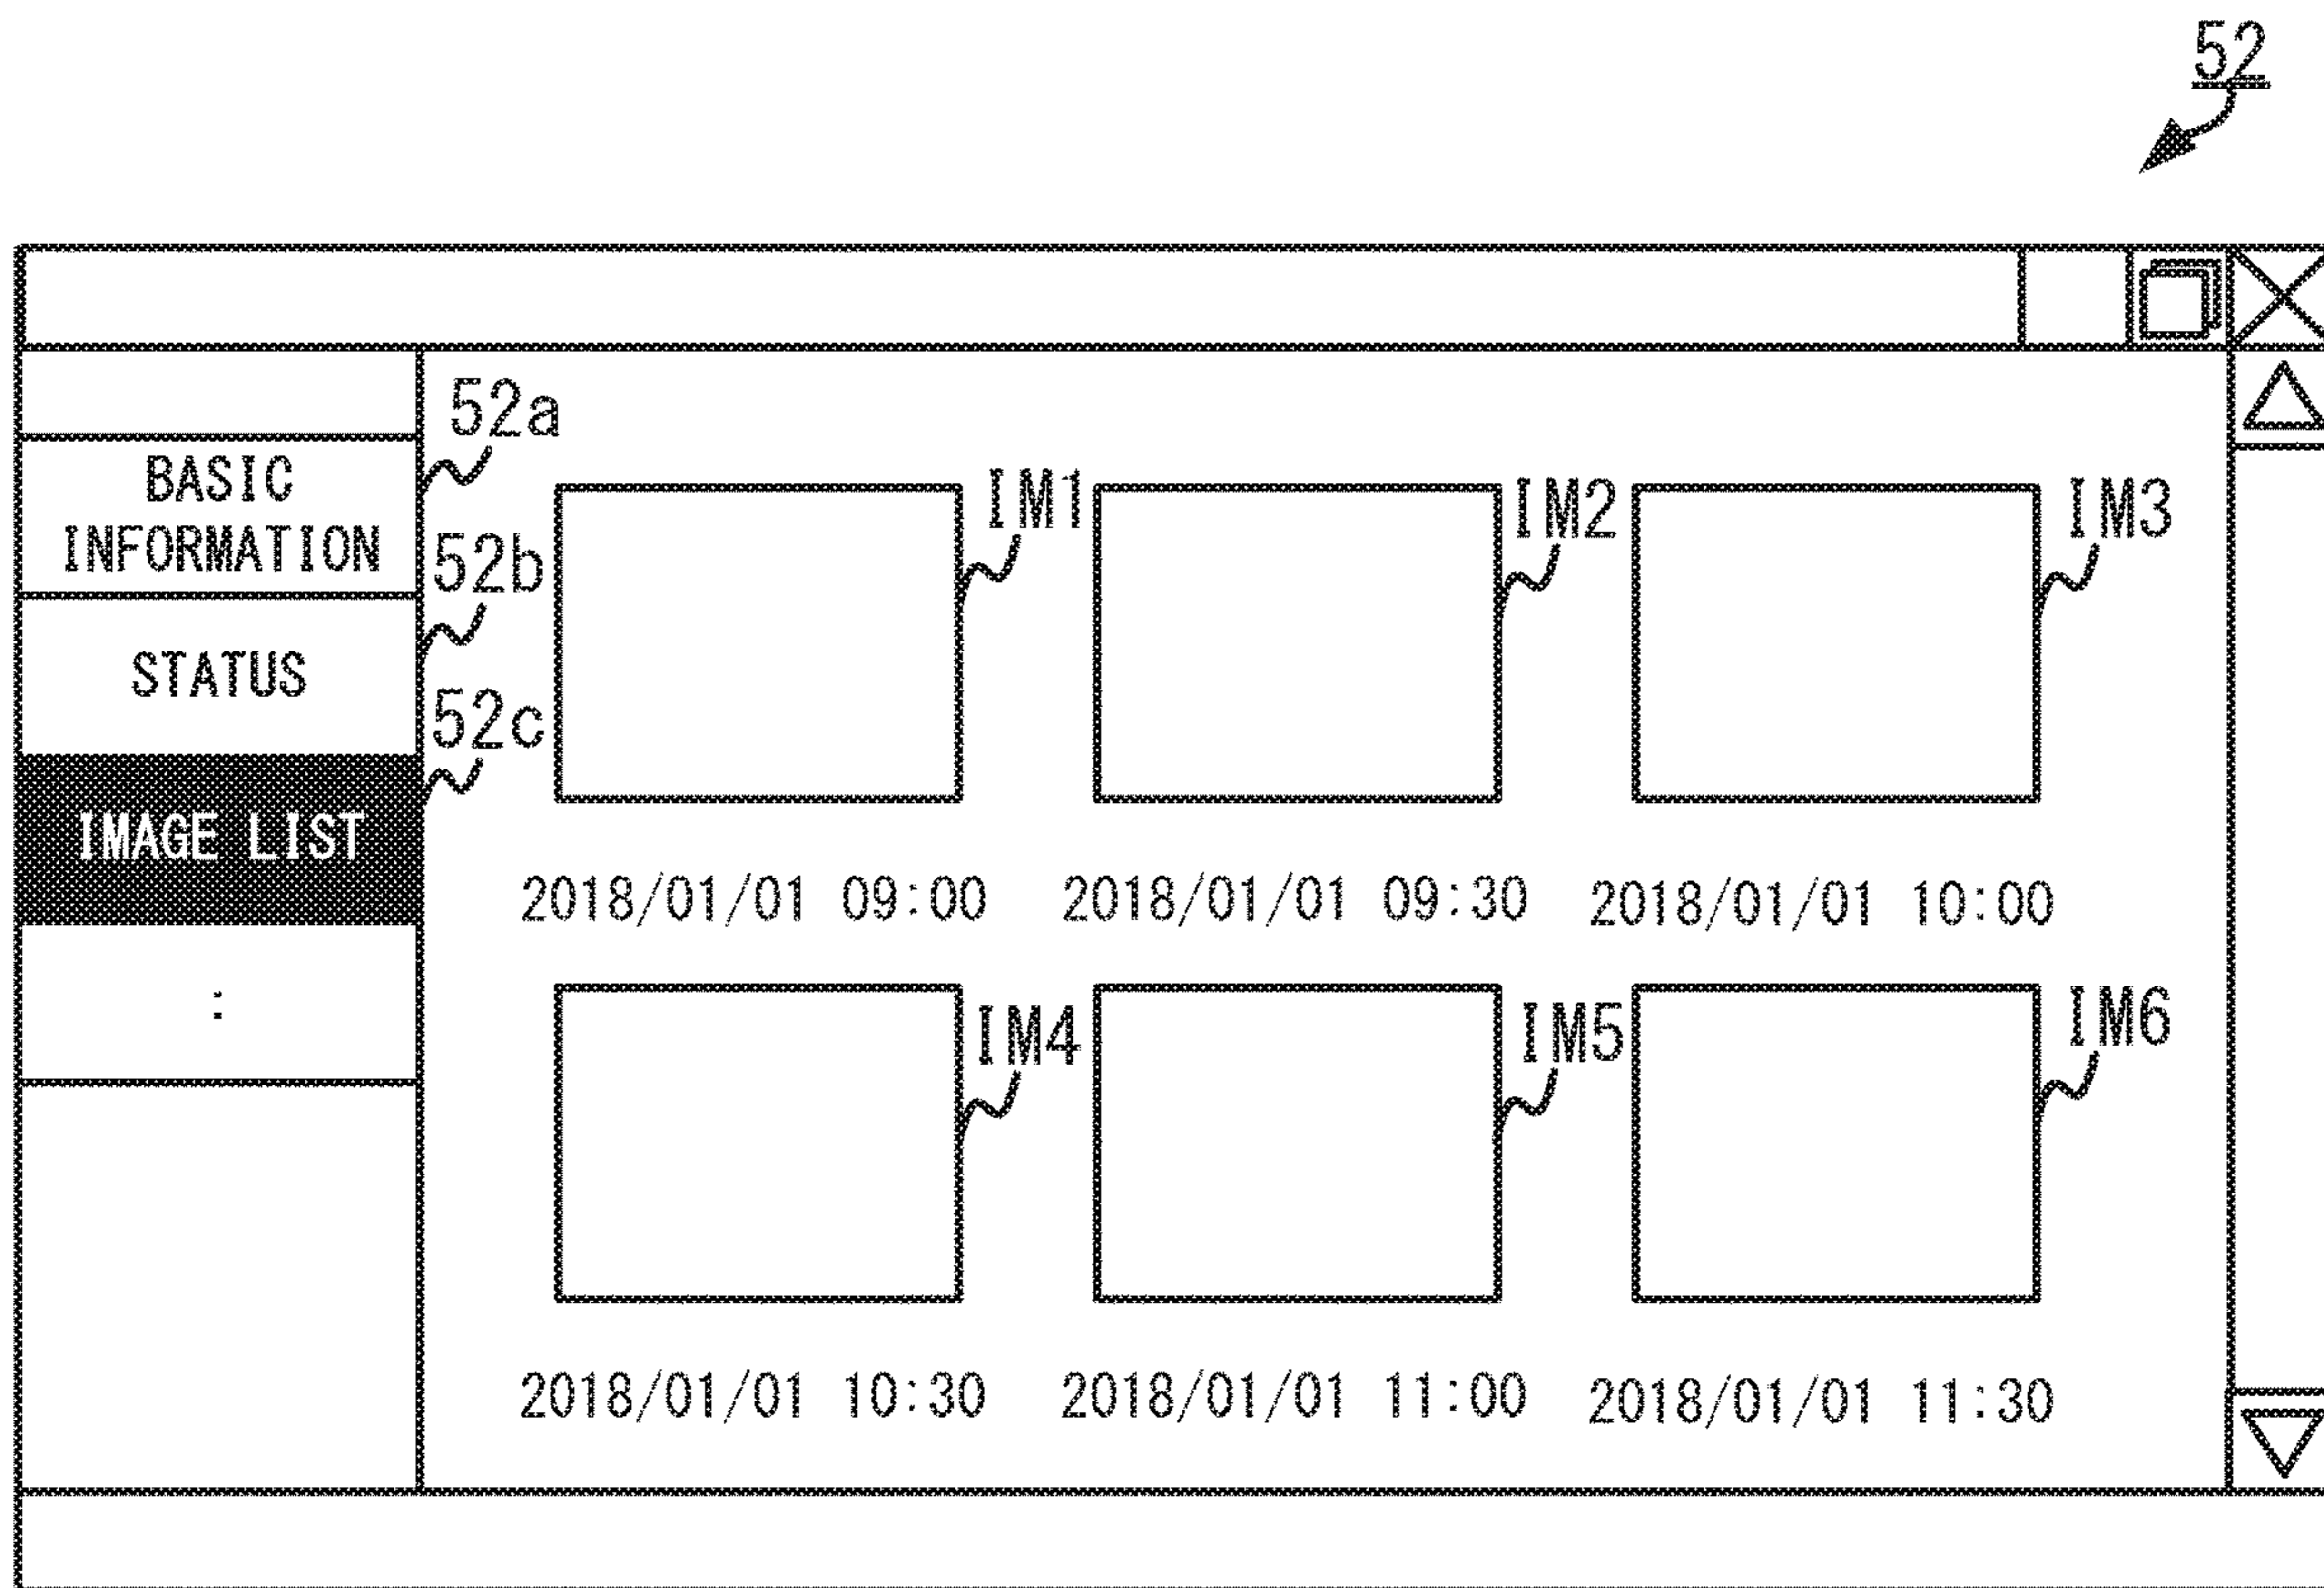 52
52a
BASIC
INFORMATION
52b
STATUS
52c
IMAGE LIST
:
IM1
IM2
IM3
2018/01/01 09:00
2018/01/01 09:30
2018/01/01 10:00
IM4
IM5
IM6
2018/01/01 10:30
2018/01/01 11:00
2018/01/01 11:30